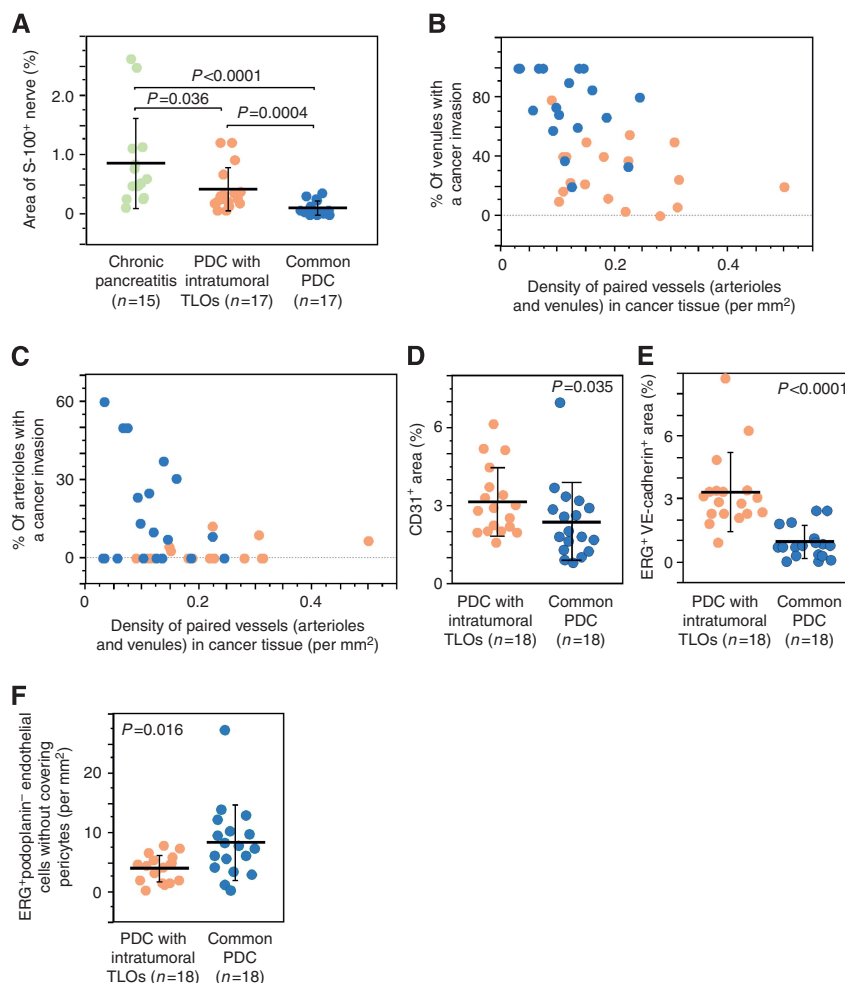 A
Area of S-100⁺ nerve (%)
2.0
1.0
0
P<0.0001
P=0.036
P=0.0004
Chronic
pancreatitis
(n=15)
PDC with
intratumoral
TLOs (n=17)
Common
PDC
(n=17)
B
% Of venules with
a cancer invasion
80
40
0
0
0.2
0.4
Density of paired vessels (arterioles
and venules) in cancer tissue (per mm²)
C
% Of arterioles with
a cancer invasion
60
30
0
0
0.2
0.4
Density of paired vessels (arterioles
and venules) in cancer tissue (per mm²)
D
CD31⁺ area (%)
6
3
0
P=0.035
PDC with
intratumoral
TLOs (n=18)
Common
PDC
(n=18)
E
ERG⁺ VE-cadherin⁺ area (%)
6
3
0
P<0.0001
PDC with
intratumoral
TLOs (n=18)
Common
PDC
(n=18)
F
ERG⁺podoplanin⁻ endothelial
cells without covering
pericytes (per mm²)
20
10
0
P=0.016
PDC with
intratumoral
TLOs (n=18)
Common
PDC
(n=18)